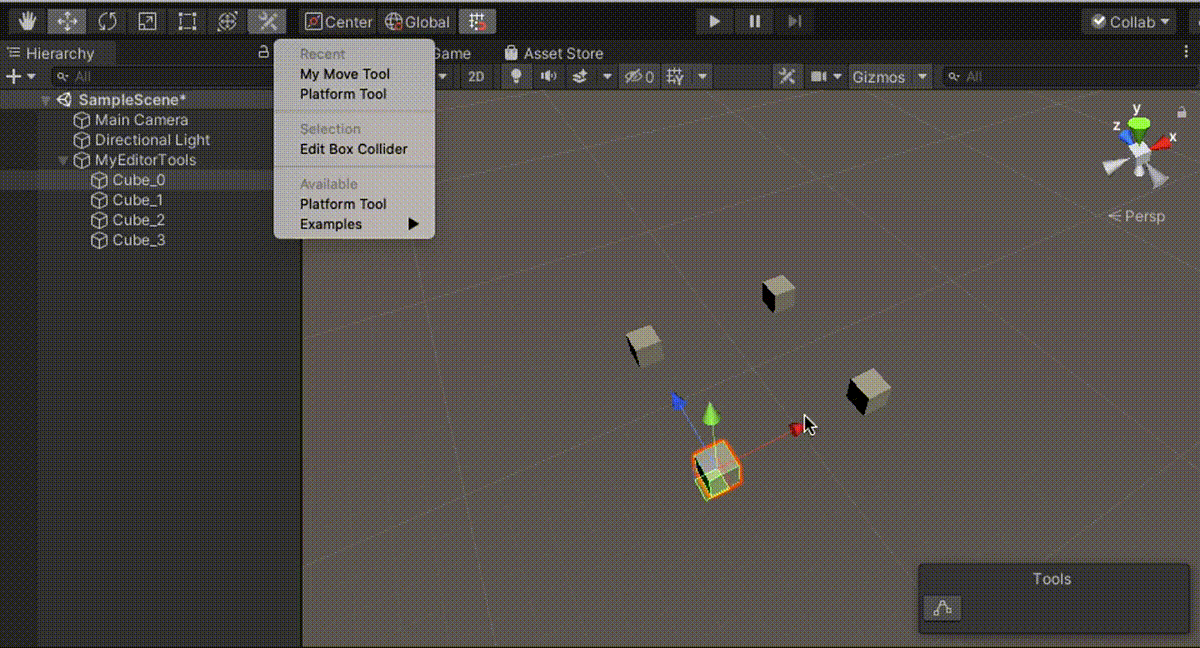 Center Global Collab
Hierarchy Game Asset Store
All 2D 0 Gizmos All
Recent
My Move Tool
Platform Tool
Selection
Edit Box Collider
Available
Platform Tool
Examples
SampleScene*
Main Camera
Directional Light
MyEditorTools
Cube_0
Cube_1
Cube_2
Cube_3
y
z x
Persp
Tools